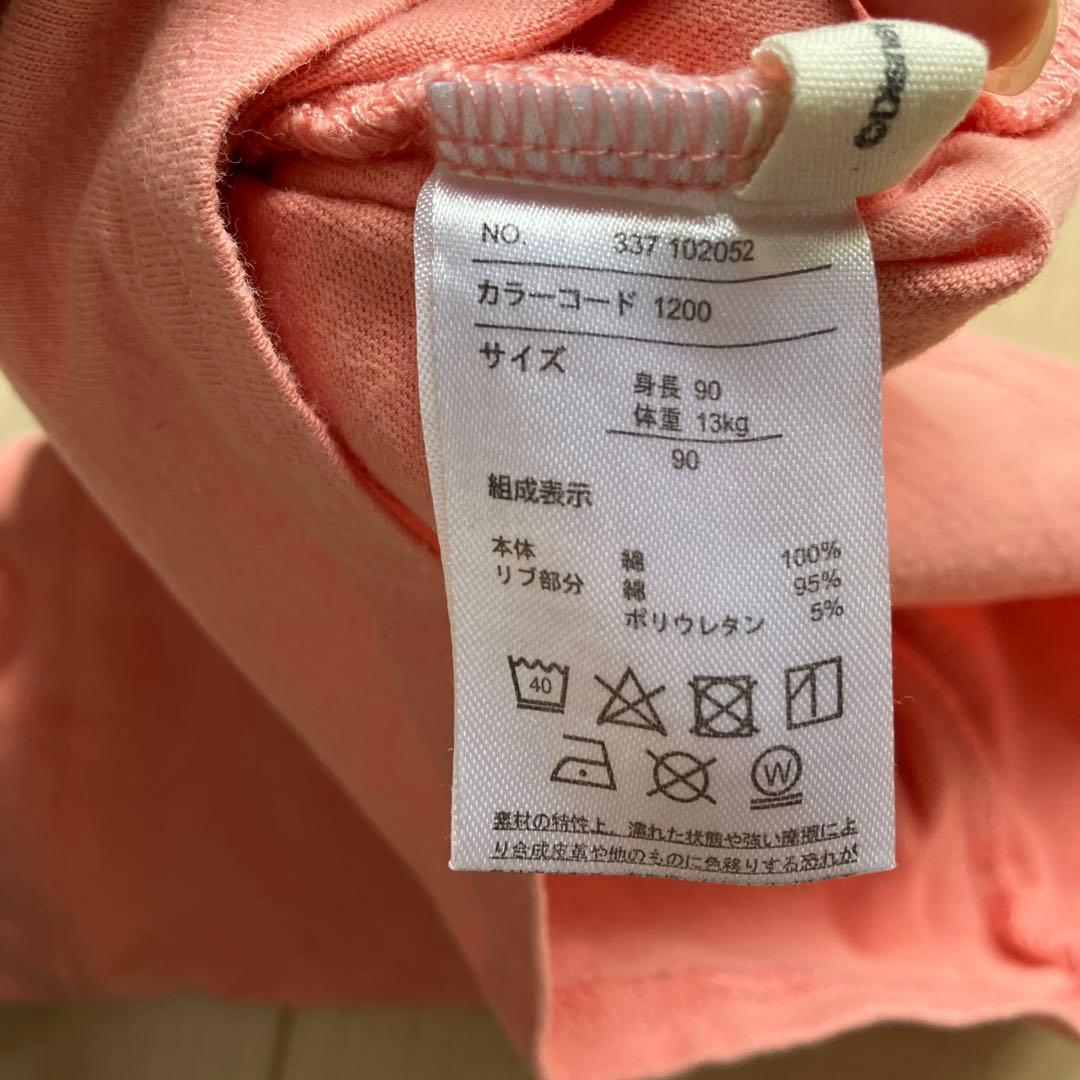 NO. 337 102052
カラーコード 1200
サイズ
身長 90
体重 13kg
90
組成表示
本体 綿 100%
リブ部分 綿 95%
ポリウレタン 5%
40
W
素材の特性上、濡れた状態や強い摩擦によ
り合成皮革や他のものに色移りする恐れが